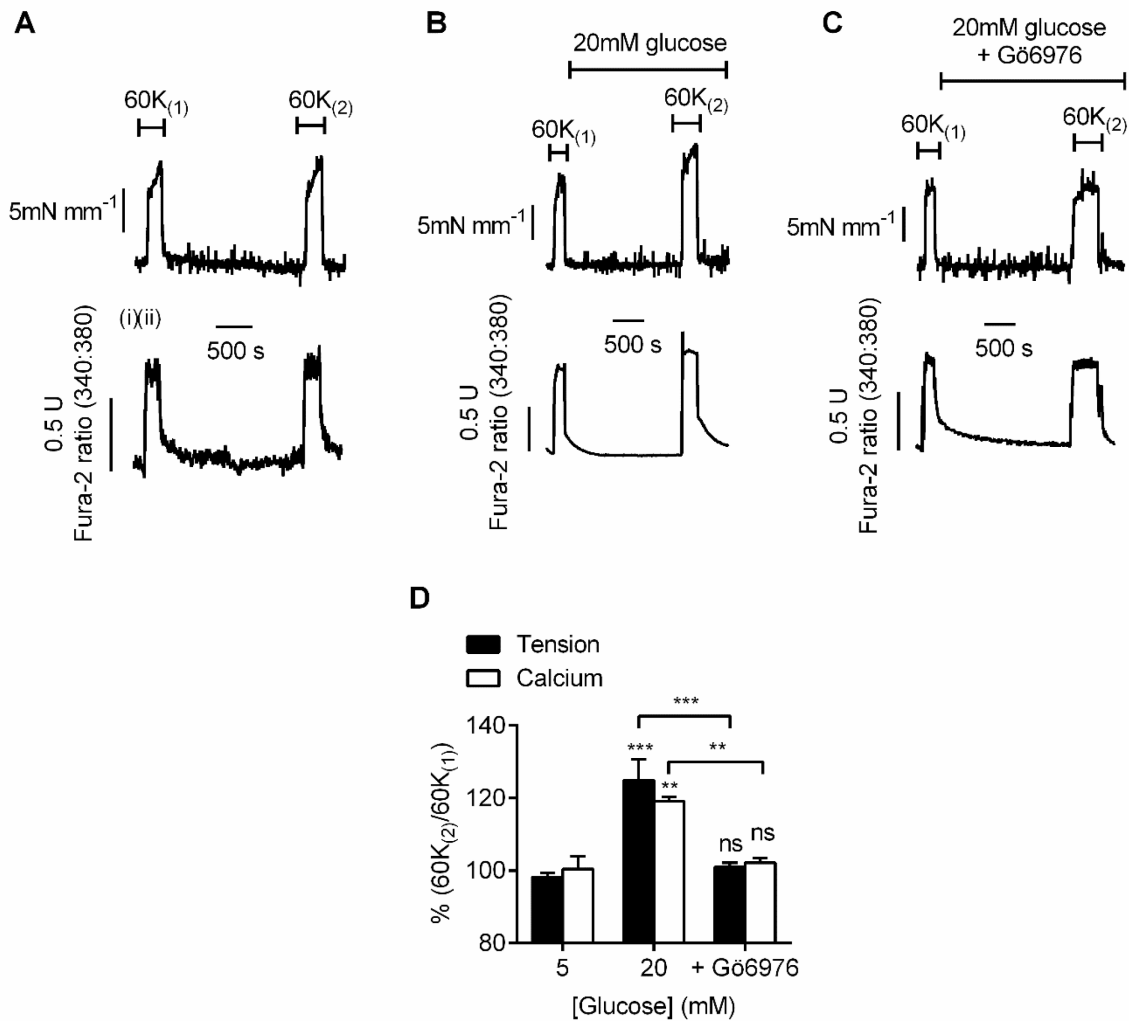 A
60K(1)
60K(2)
5mN mm-1
(i)(ii)
500 s
0.5 U
Fura-2 ratio (340:380)
B
20mM glucose
60K(1)
60K(2)
5mN mm-1
500 s
0.5 U
Fura-2 ratio (340:380)
C
20mM glucose
+ Gö6976
60K(1)
60K(2)
5mN mm-1
500 s
0.5 U
Fura-2 ratio (340:380)
D
Tension
Calcium
% (60K(2)/60K(1))
140
120
100
80
***
**
***
**
ns
ns
5
20
+ Gö6976
[Glucose] (mM)